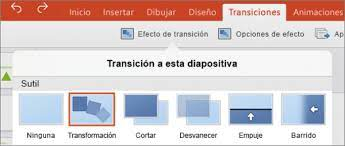 Inicio Insertar Dibujar Diseño Transiciones Animaciones
Efecto de transición Opciones de efecto Ap
Transición a esta diapositiva
Sutil
Ninguna Transformación Cortar Desvanecer Empuje Barrido